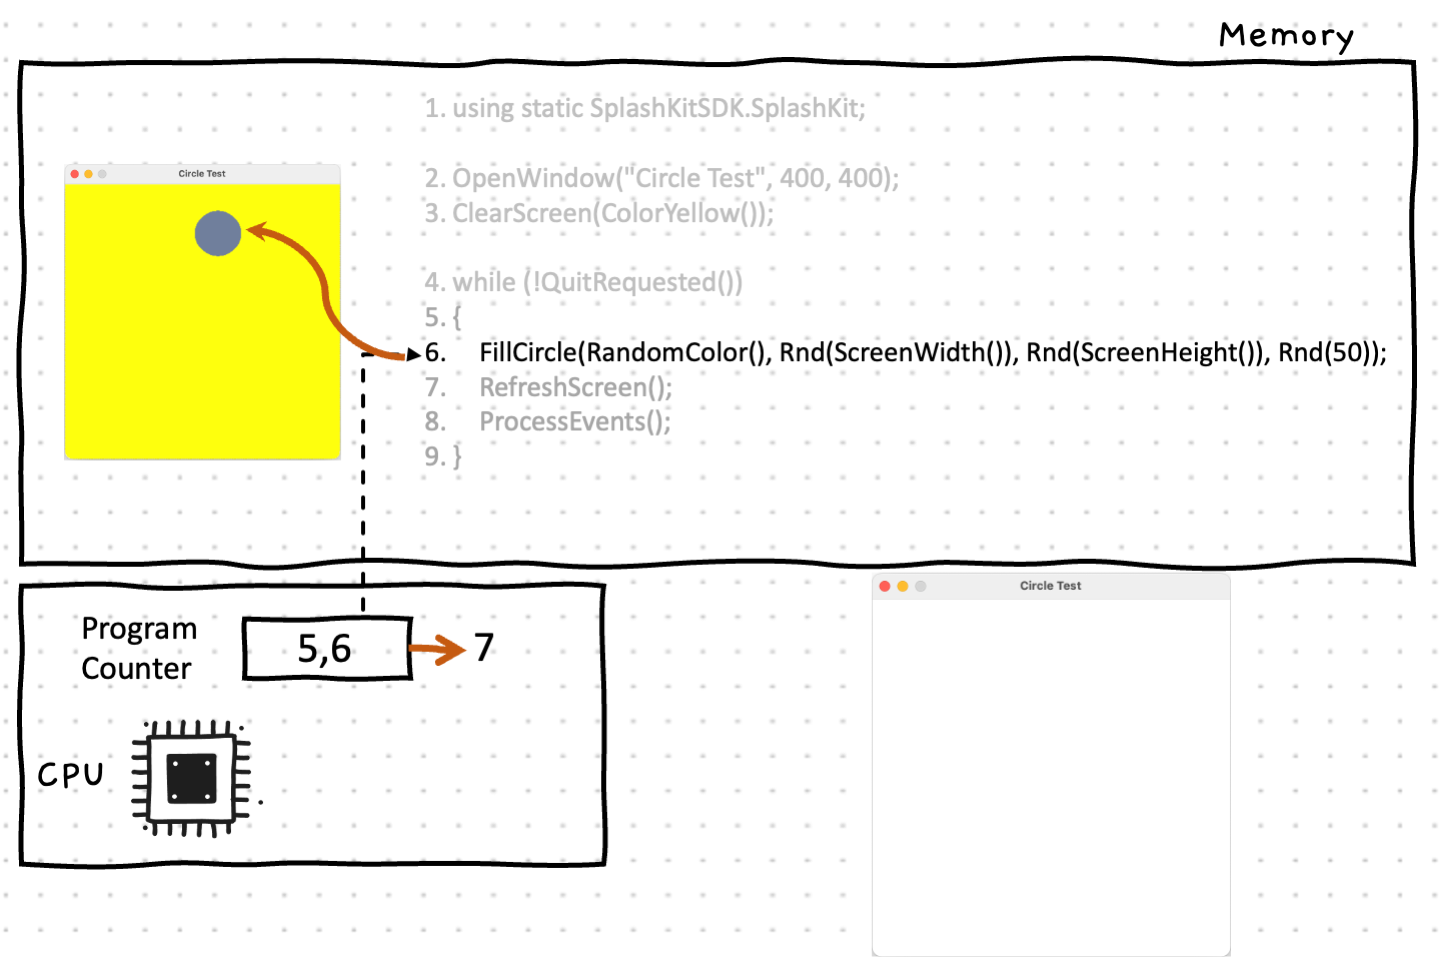 Memory
1. using static SplashKitSDK.SplashKit;
Circle Test
2. OpenWindow("Circle Test", 400, 400);
3. ClearScreen(ColorYellow());
4. while (!QuitRequested())
5. {
6. FillCircle(RandomColor(), Rnd(ScreenWidth()), Rnd(ScreenHeight()), Rnd(50));
7. RefreshScreen();
8. ProcessEvents();
9. }
Program
Counter
5,6
7
CPU
Circle Test